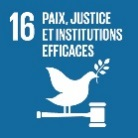 16 PAIX, JUSTICE
ET INSTITUTIONS
EFFICACES